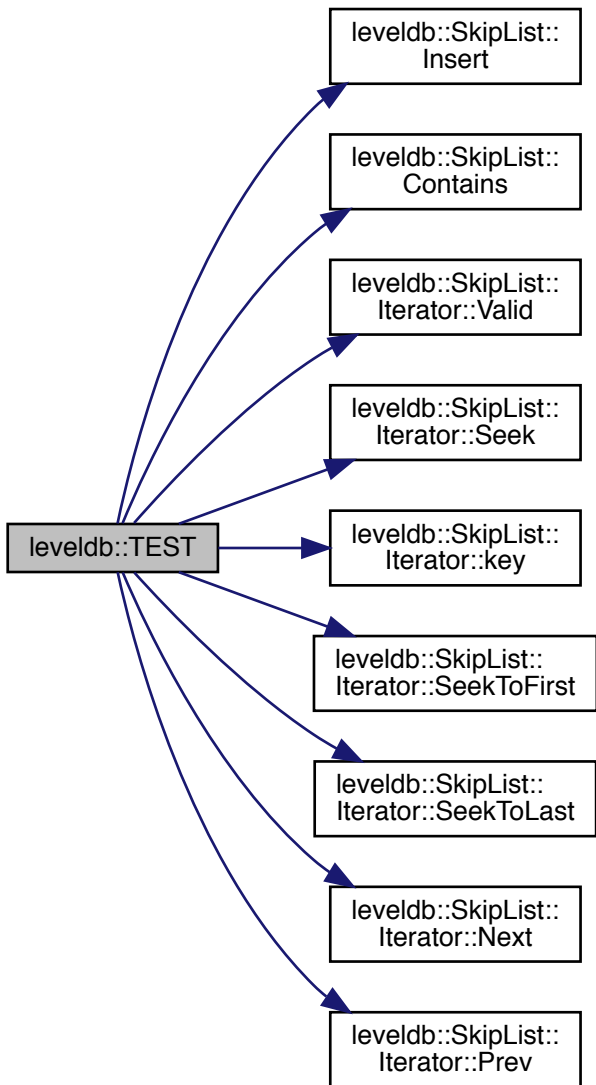 leveldb::SkipList::
Insert
leveldb::SkipList::
Contains
leveldb::SkipList::
Iterator::Valid
leveldb::SkipList::
Iterator::Seek
leveldb::TEST
leveldb::SkipList::
Iterator::key
leveldb::SkipList::
Iterator::SeekToFirst
leveldb::SkipList::
Iterator::SeekToLast
leveldb::SkipList::
Iterator::Next
leveldb::SkipList::
Iterator::Prev